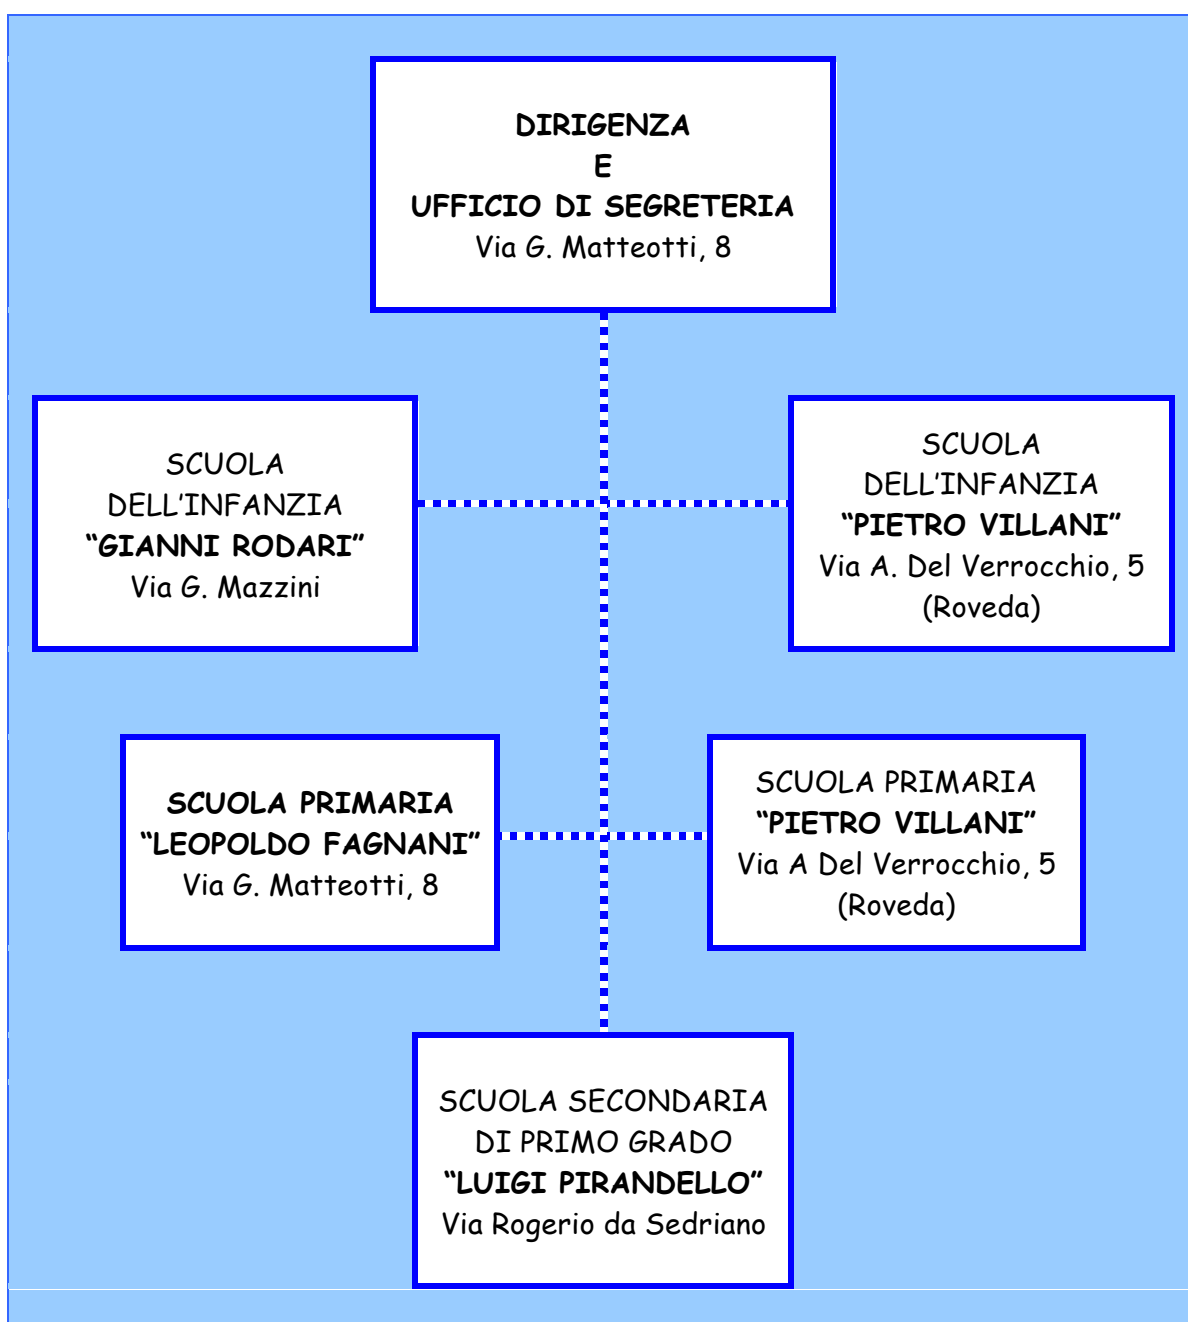 DIRIGENZA
E
UFFICIO DI SEGRETERIA
Via G. Matteotti, 8
SCUOLA
DELL’INFANZIA
“GIANNI RODARI”
Via G. Mazzini
SCUOLA
DELL’INFANZIA
“PIETRO VILLANI”
Via A. Del Verrocchio, 5
(Roveda)
SCUOLA PRIMARIA
“LEOPOLDO FAGNANI”
Via G. Matteotti, 8
SCUOLA PRIMARIA
“PIETRO VILLANI”
Via A Del Verrocchio, 5
(Roveda)
SCUOLA SECONDARIA
DI PRIMO GRADO
“LUIGI PIRANDELLO”
Via Rogerio da Sedriano